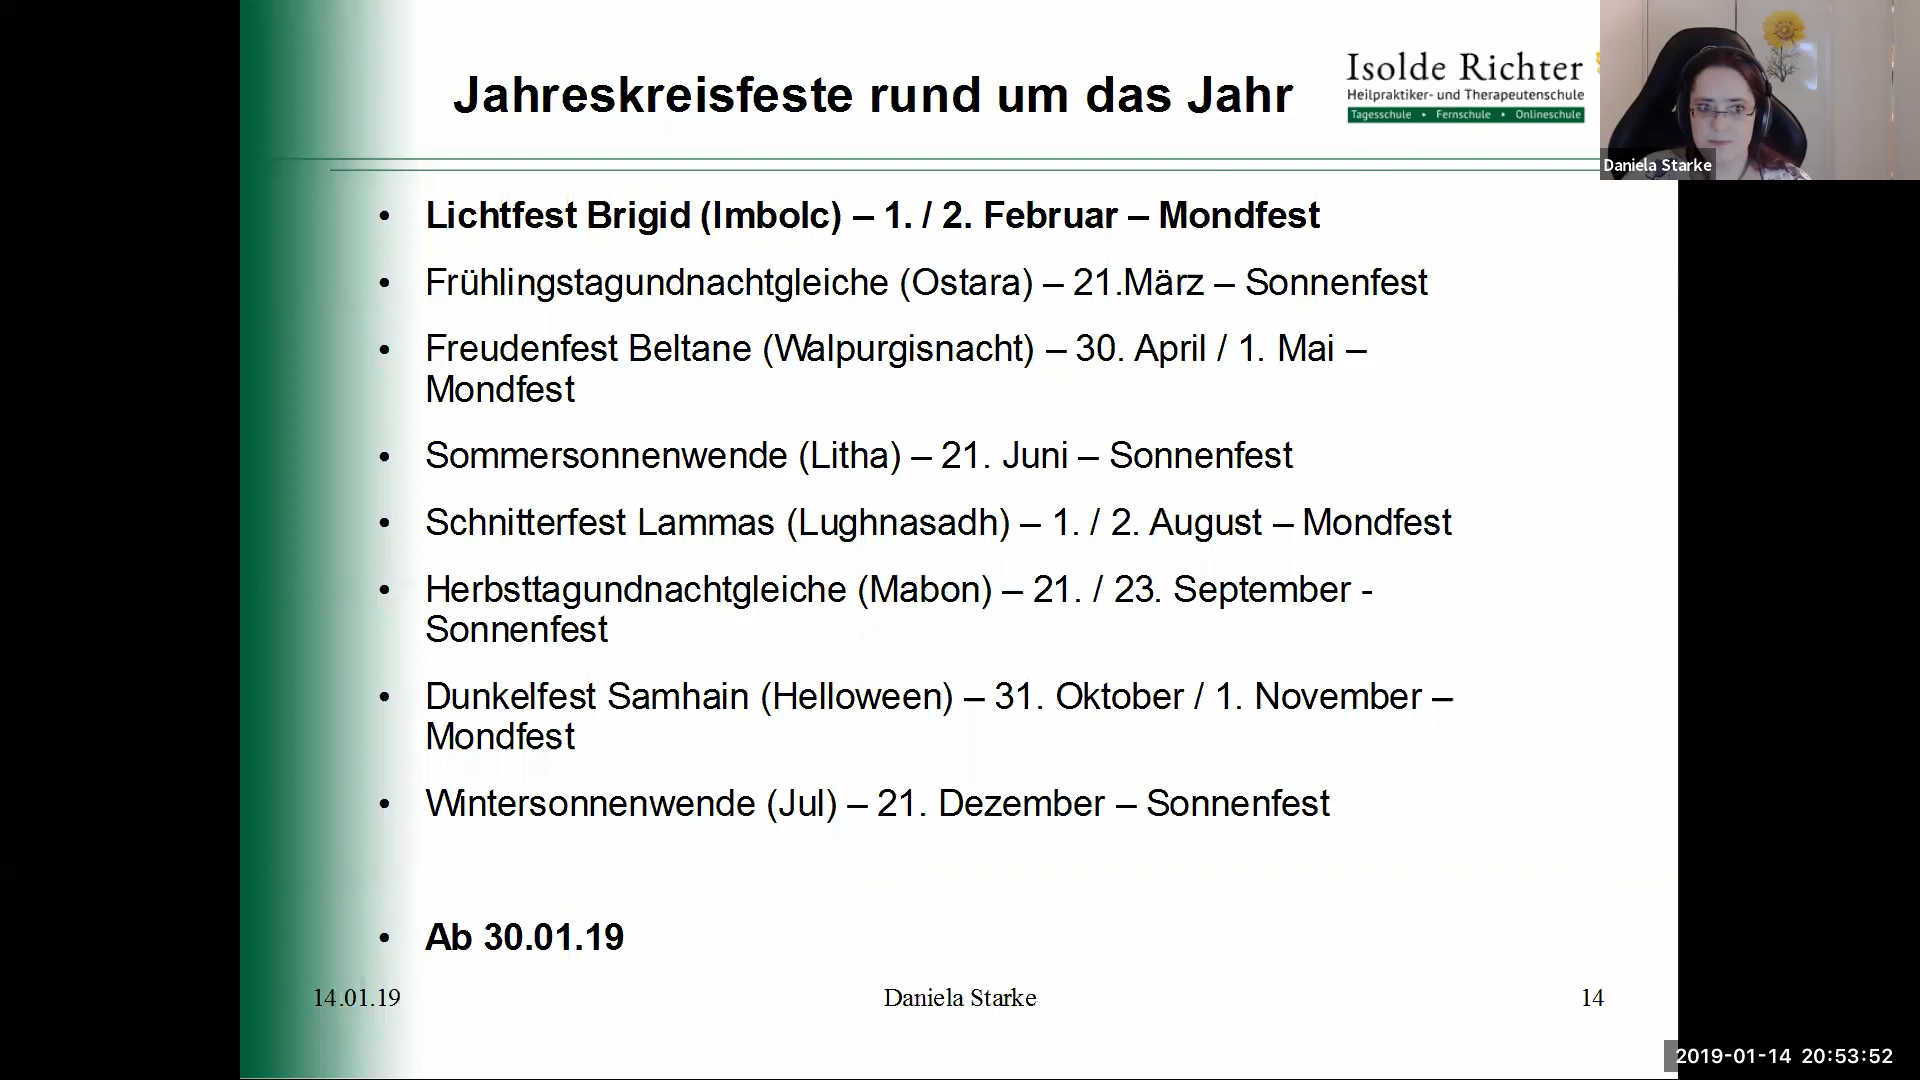 Jahreskreisfeste rund um das Jahr
Isolde Richter
Heilpraktiker- und Therapeutenschule
Tagesschule • Fernschule • Onlineschule
Daniela Starke
• Lichtfest Brigid (Imbolc) – 1. / 2. Februar – Mondfest
• Frühlingstagundnachtgleiche (Ostara) – 21.März – Sonnenfest
• Freudenfest Beltane (Walpurgisnacht) – 30. April / 1. Mai –
Mondfest
• Sommersonnenwende (Litha) – 21. Juni – Sonnenfest
• Schnitterfest Lammas (Lughnasadh) – 1. / 2. August – Mondfest
• Herbsttagundnachtgleiche (Mabon) – 21. / 23. September -
Sonnenfest
• Dunkelfest Samhain (Helloween) – 31. Oktober / 1. November –
Mondfest
• Wintersonnenwende (Jul) – 21. Dezember – Sonnenfest
• Ab 30.01.19
14.01.19
Daniela Starke
14
2019-01-14 20:53:52